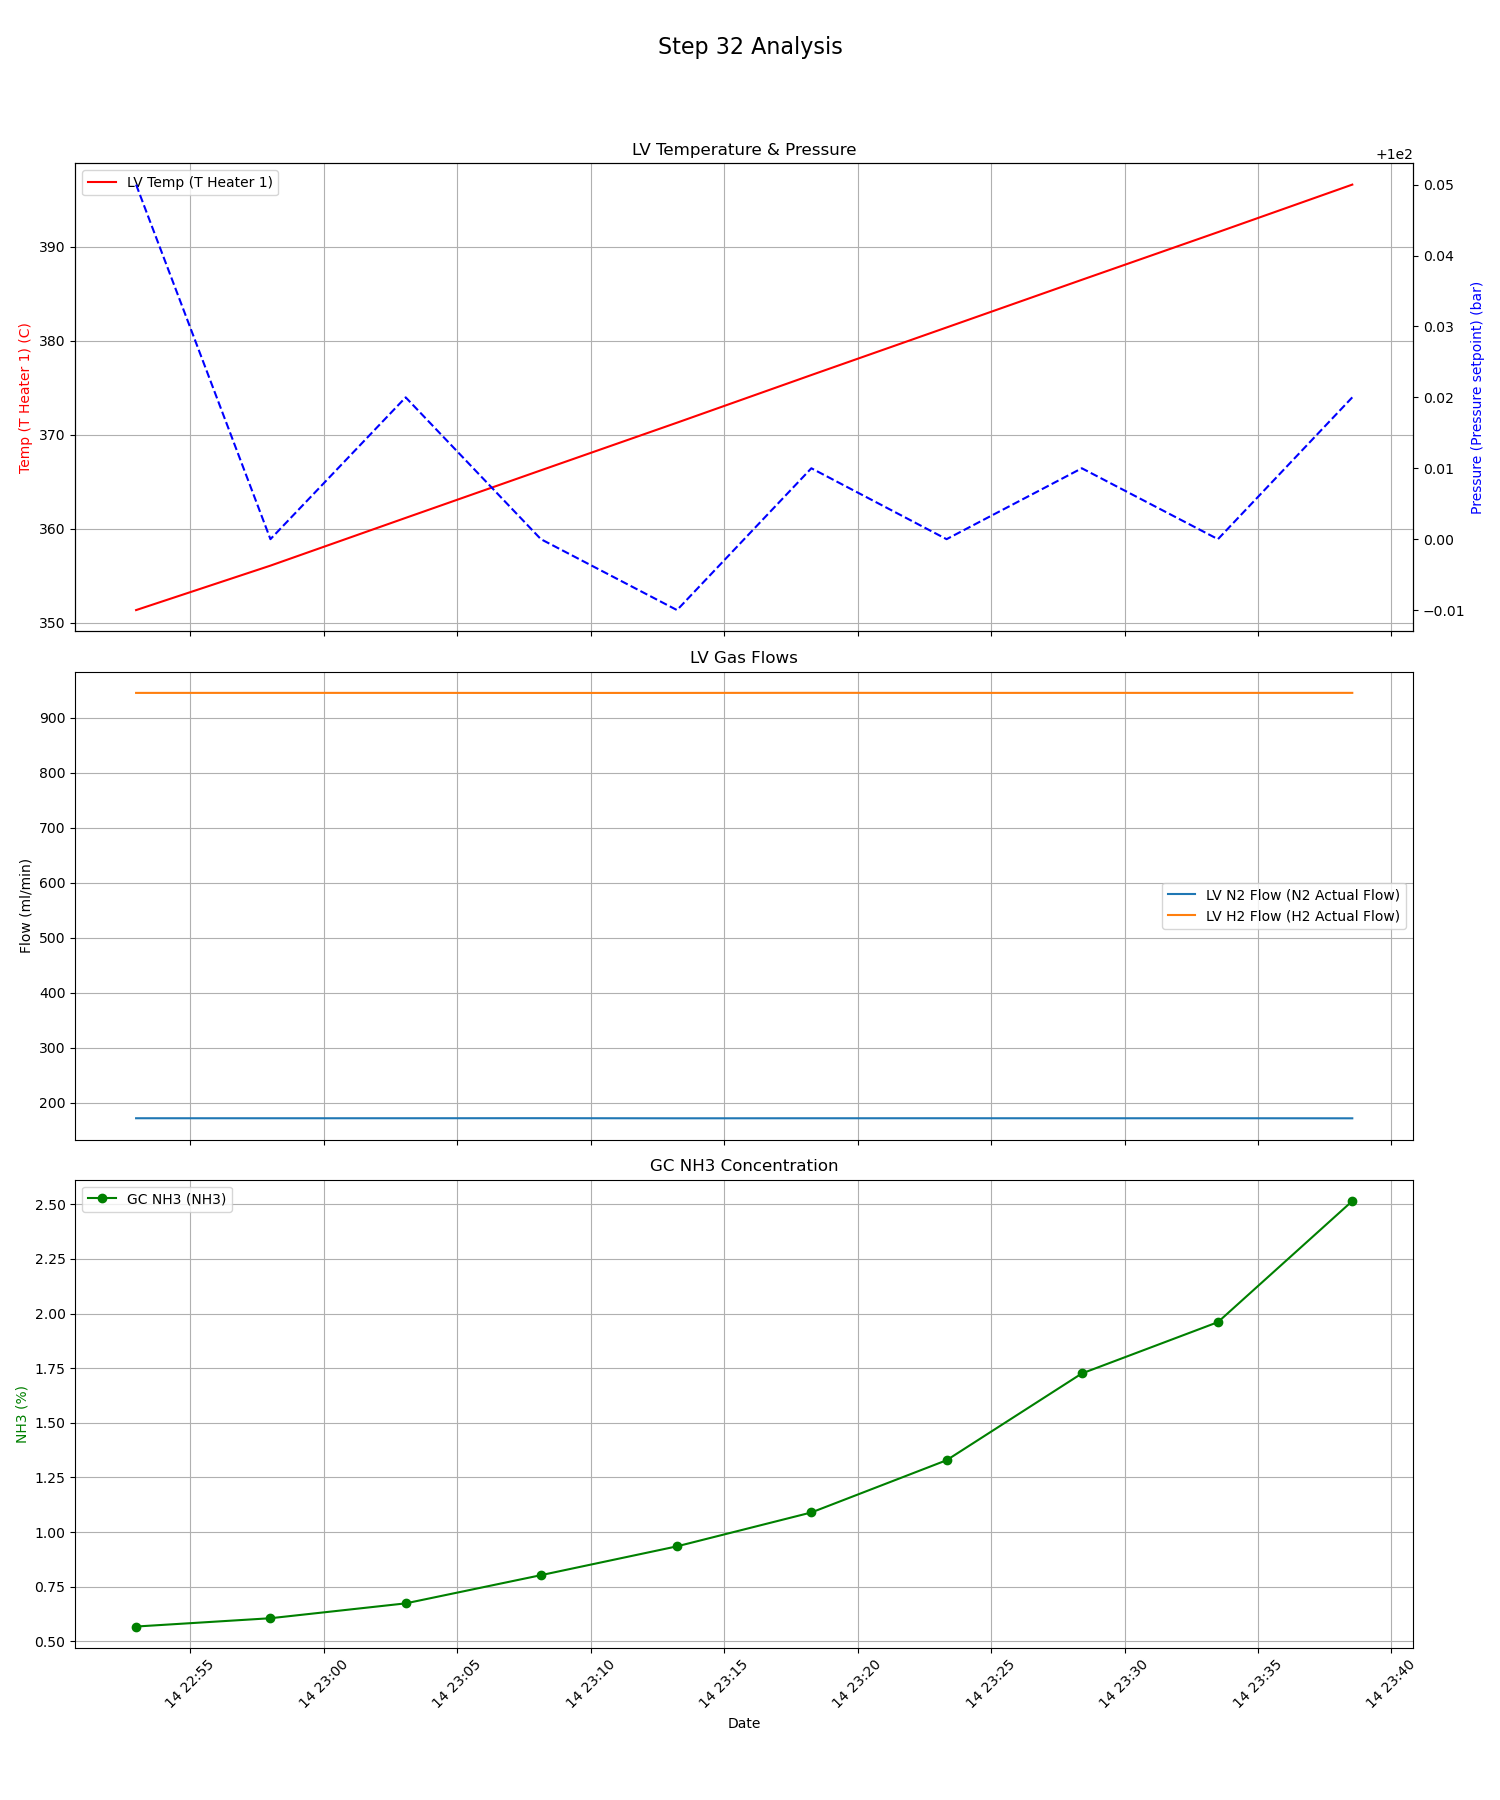 Step 32 Analysis
LV Temperature & Pressure
+1e2
LV Temp (T Heater 1)
Temp (T Heater 1) (C)
390
380
370
360
350
0.05
0.04
0.03
0.02
0.01
0.00
−0.01
Pressure (Pressure setpoint) (bar)
LV Gas Flows
Flow (ml/min)
900
800
700
600
500
400
300
200
LV N2 Flow (N2 Actual Flow)
LV H2 Flow (H2 Actual Flow)
GC NH3 Concentration
GC NH3 (NH3)
NH3 (%)
2.50
2.25
2.00
1.75
1.50
1.25
1.00
0.75
0.50
14 22:55
14 23:00
14 23:05
14 23:10
14 23:15
14 23:20
14 23:25
14 23:30
14 23:35
14 23:40
Date